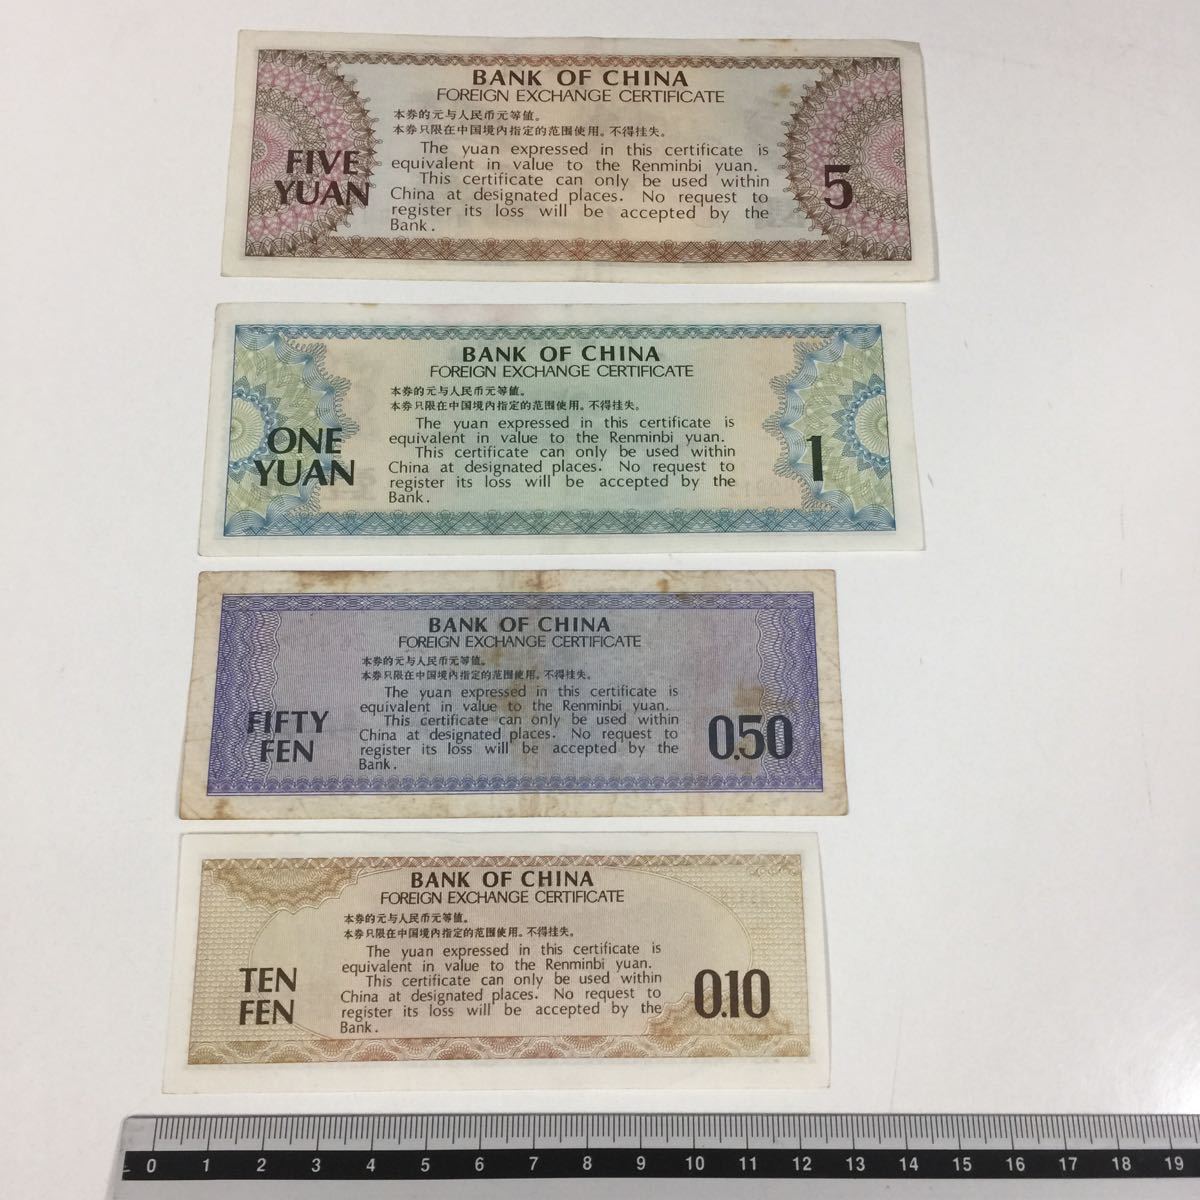 BANK OF CHINA
FOREIGN EXCHANGE CERTIFICATE
本券的元与人民币元等值。
本券只限在中国境内指定的范围使用。不得挂失。
The yuan expressed in this certificate is
equivalent in value to the Renminbi yuan.
This certificate can only be used within
China at designated places. No request to
register its loss will be accepted by the
Bank.
FIVE
YUAN
5
BANK OF CHINA
FOREIGN EXCHANGE CERTIFICATE
本券的元与人民币元等值。
本券只限在中国境内指定的范围使用。不得挂失。
The yuan expressed in this certificate is
equivalent in value to the Renminbi yuan.
This certificate can only be used within
China at designated places. No request to
register its loss will be accepted by the
Bank.
ONE
YUAN
1
BANK OF CHINA
FOREIGN EXCHANGE CERTIFICATE
本券的元与人民币元等值。
本券只限在中国境内指定的范围使用。不得挂失。
The yuan expressed in this certificate is
equivalent in value to the Renminbi yuan.
This certificate can only be used within
China at designated places. No request to
register its loss will be accepted by the
Bank.
FIFTY
FEN
0.50
BANK OF CHINA
FOREIGN EXCHANGE CERTIFICATE
本券的元与人民币元等值。
本券只限在中国境内指定的范围使用。不得挂失。
The yuan expressed in this certificate is
equivalent in value to the Renminbi yuan.
This certificate can only be used within
China at designated places. No request to
register its loss will be accepted by the
Bank.
TEN
FEN
0.10
0 1 2 3 4 5 6 7 8 9 10 11 12 13 14 15 16 17 18 19